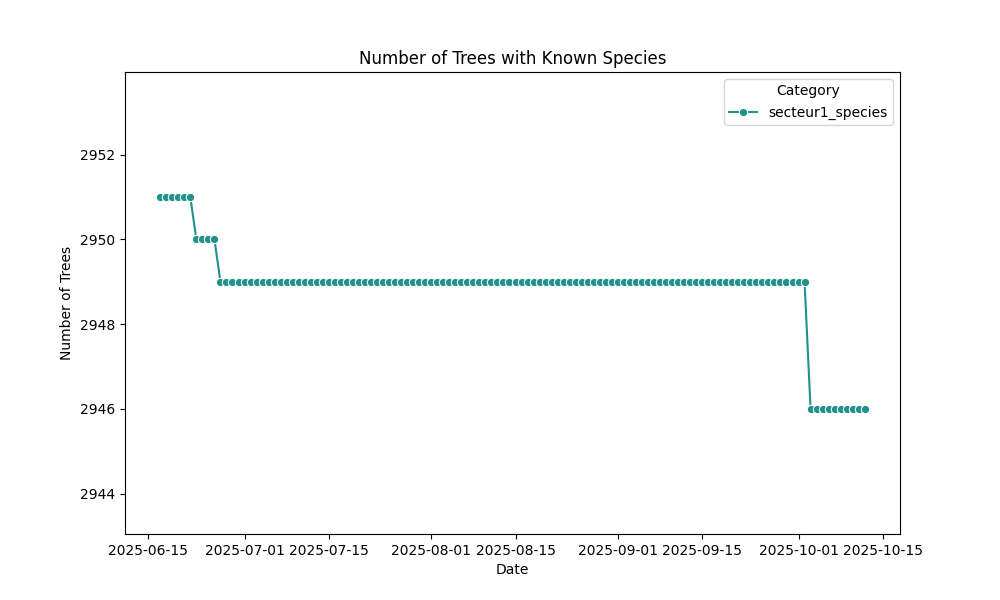 Number of Trees with Known Species
Category
secteur1_species
2952
2950
2948
2946
2944
Number of Trees
2025-06-15 2025-07-01 2025-07-15 2025-08-01 2025-08-15 2025-09-01 2025-09-15 2025-10-01 2025-10-15
Date